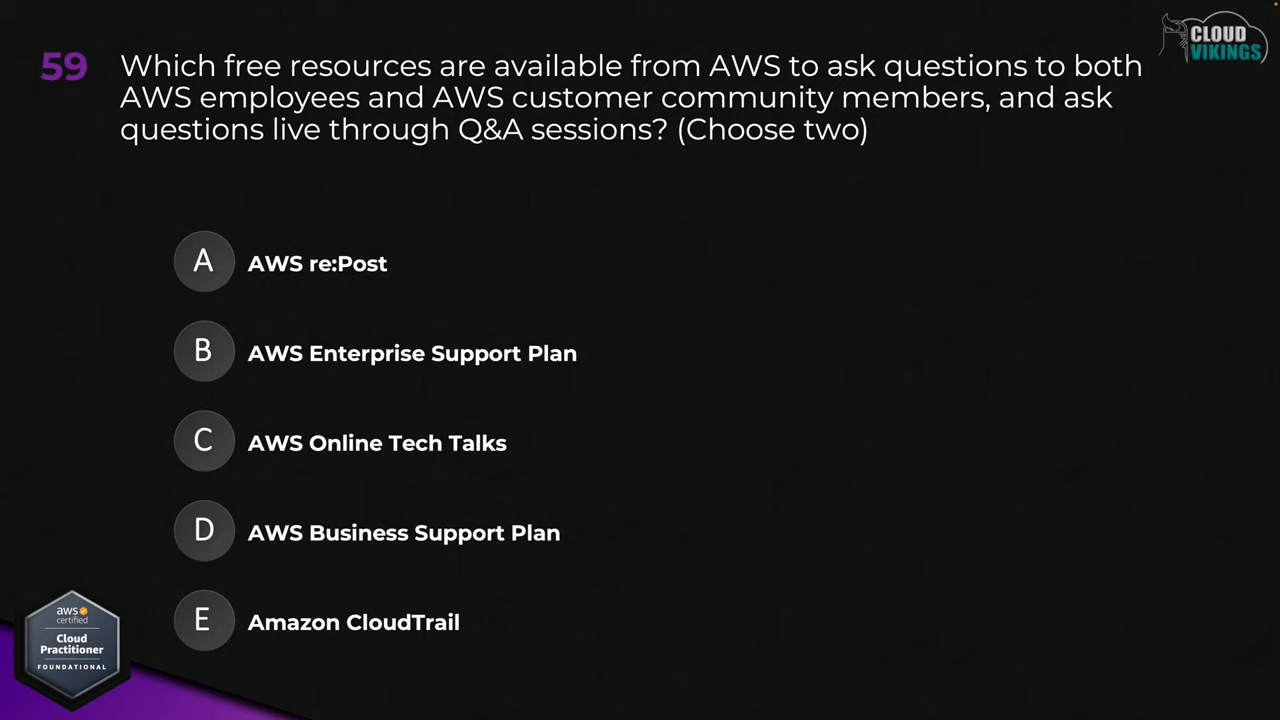 CLOUD
VIKINGS
59
Which free resources are available from AWS to ask questions to both
AWS employees and AWS customer community members, and ask
questions live through Q&A sessions? (Choose two)
A
AWS re:Post
B
AWS Enterprise Support Plan
C
AWS Online Tech Talks
D
AWS Business Support Plan
E
Amazon CloudTrail
aws
certified
Cloud
Practitioner
FOUNDATIONAL